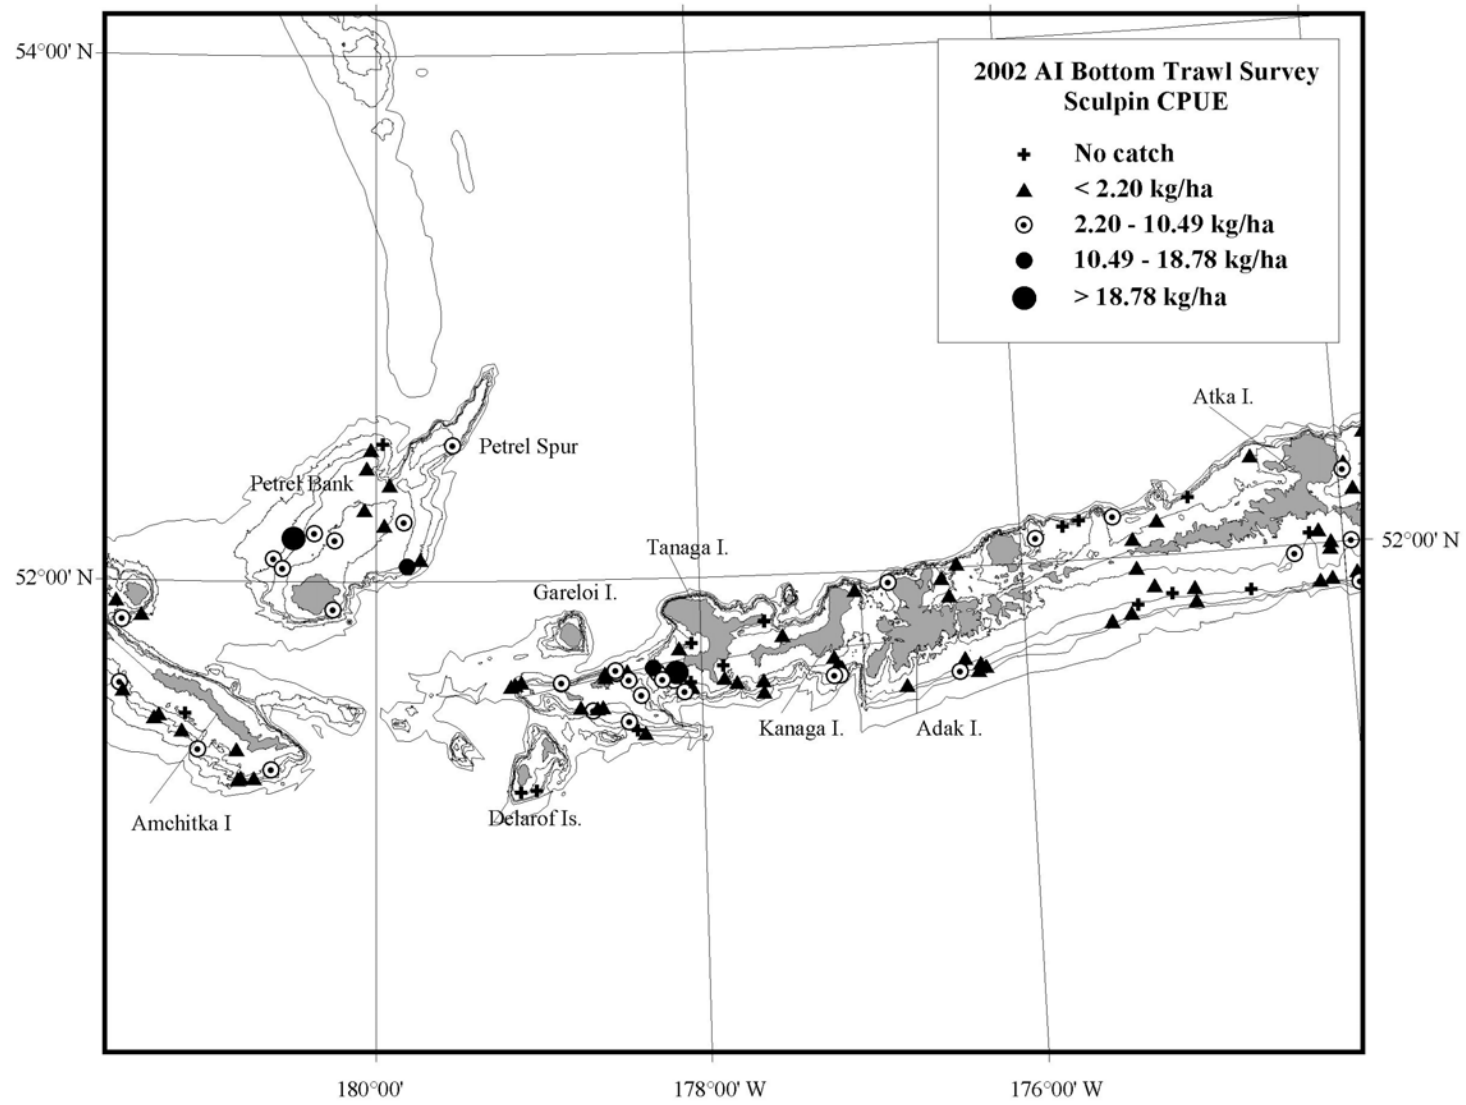 54°00' N
2002 AI Bottom Trawl Survey
Sculpin CPUE
No catch
< 2.20 kg/ha
2.20 - 10.49 kg/ha
10.49 - 18.78 kg/ha
> 18.78 kg/ha
Atka I.
Petrel Spur
Petrel Bank
52°00' N
Tanaga I.
52°00' N
Gareloi I.
Kanaga I.
Adak I.
Delarof Is.
Amchitka I
180°00'
178°00' W
176°00' W